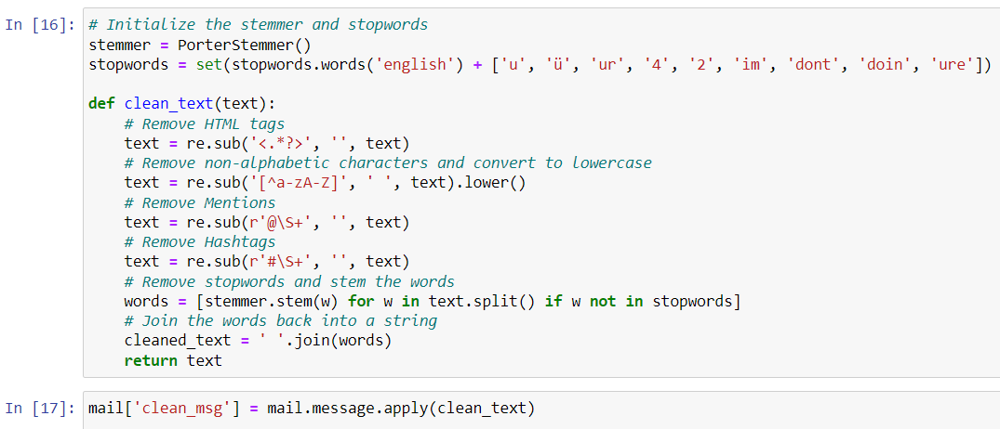 In [16]: # Initialize the stemmer and stopwords
stemmer = PorterStemmer()
stopwords = set(stopwords.words('english') + ['u', 'ü', 'ur', '4', '2', 'im', 'dont', 'doin', 'ure'])

def clean_text(text):
    # Remove HTML tags
    text = re.sub('<.*?>', '', text)
    # Remove non-alphabetic characters and convert to lowercase
    text = re.sub('[^a-zA-Z]', ' ', text).lower()
    # Remove Mentions
    text = re.sub(r'@\S+', '', text)
    # Remove Hashtags
    text = re.sub(r'#\S+', '', text)
    # Remove stopwords and stem the words
    words = [stemmer.stem(w) for w in text.split() if w not in stopwords]
    # Join the words back into a string
    cleaned_text = ' '.join(words)
    return text

In [17]: mail['clean_msg'] = mail.message.apply(clean_text)